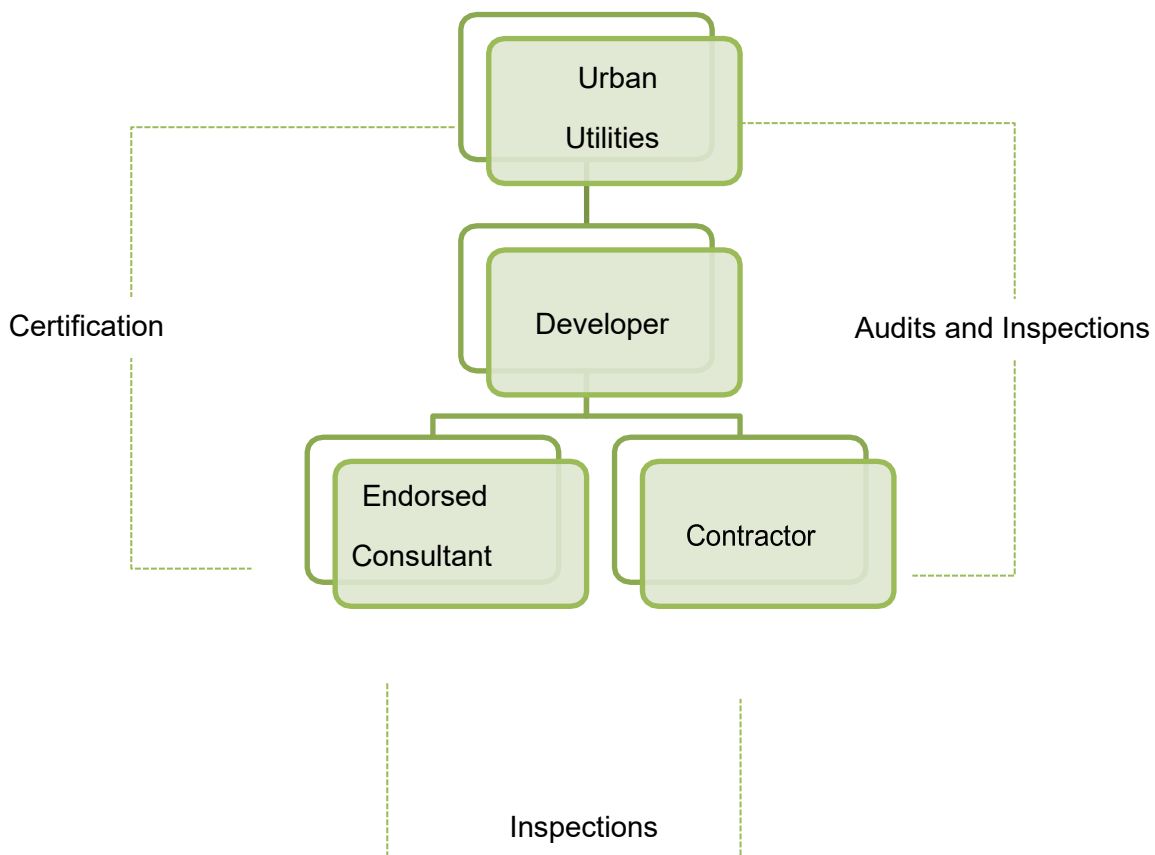 Urban
Utilities
Certification
Developer
Audits and Inspections
Endorsed
Consultant
Contractor
Inspections